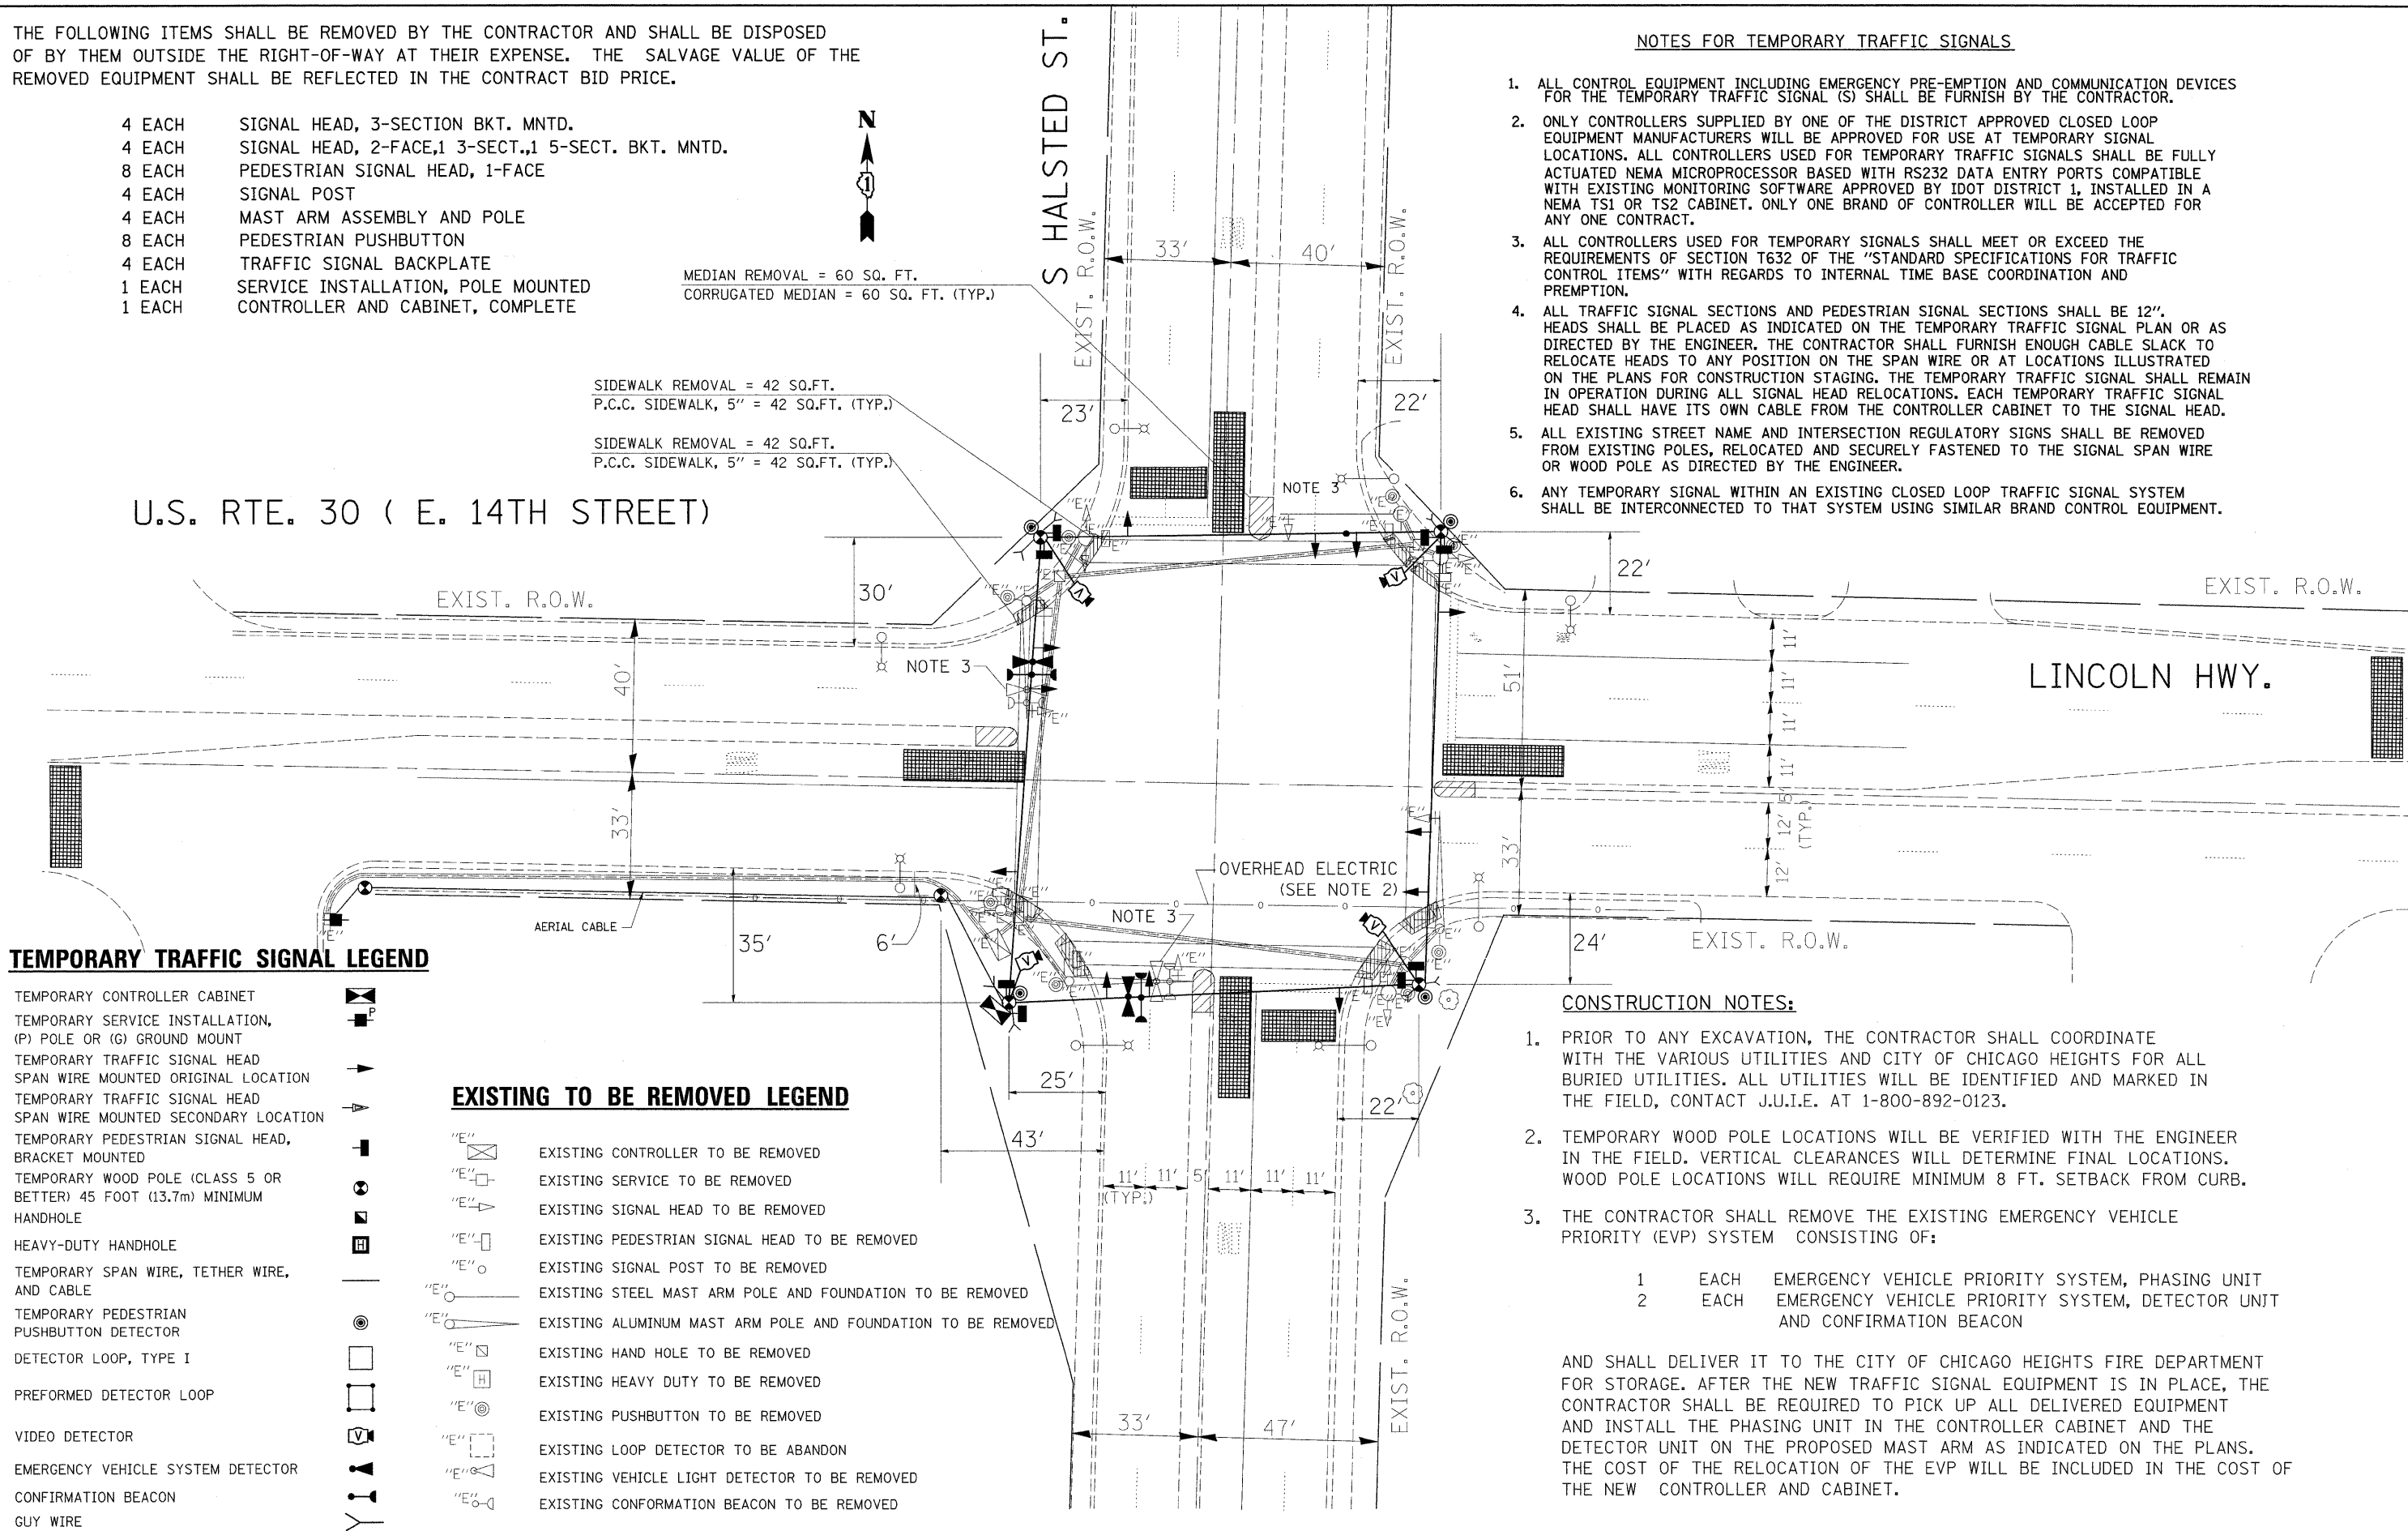 THE FOLLOWING ITEMS SHALL BE REMOVED BY THE CONTRACTOR AND SHALL BE DISPOSED
OF BY THEM OUTSIDE THE RIGHT-OF-WAY AT THEIR EXPENSE. THE SALVAGE VALUE OF THE
REMOVED EQUIPMENT SHALL BE REFLECTED IN THE CONTRACT BID PRICE.
4 EACH SIGNAL HEAD, 3-SECTION BKT. MNTD.
4 EACH SIGNAL HEAD, 2-FACE,1 3-SECT.,1 5-SECT. BKT. MNTD.
8 EACH PEDESTRIAN SIGNAL HEAD, 1-FACE
4 EACH SIGNAL POST
4 EACH MAST ARM ASSEMBLY AND POLE
8 EACH PEDESTRIAN PUSHBUTTON
4 EACH TRAFFIC SIGNAL BACKPLATE
1 EACH SERVICE INSTALLATION, POLE MOUNTED
1 EACH CONTROLLER AND CABINET, COMPLETE
N
1
S HALSTED ST.
EXIST. R.O.W.
EXIST. R.O.W.
33'
40'
MEDIAN REMOVAL = 60 SQ. FT.
CORRUGATED MEDIAN = 60 SQ. FT. (TYP.)
SIDEWALK REMOVAL = 42 SQ.FT.
P.C.C. SIDEWALK, 5" = 42 SQ.FT. (TYP.)
SIDEWALK REMOVAL = 42 SQ.FT.
P.C.C. SIDEWALK, 5" = 42 SQ.FT. (TYP.)
23'
22'
NOTE 3
U.S. RTE. 30 ( E. 14TH STREET)
NOTES FOR TEMPORARY TRAFFIC SIGNALS
1. ALL CONTROL EQUIPMENT INCLUDING EMERGENCY PRE-EMPTION AND COMMUNICATION DEVICES
FOR THE TEMPORARY TRAFFIC SIGNAL (S) SHALL BE FURNISH BY THE CONTRACTOR.
2. ONLY CONTROLLERS SUPPLIED BY ONE OF THE DISTRICT APPROVED CLOSED LOOP
EQUIPMENT MANUFACTURERS WILL BE APPROVED FOR USE AT TEMPORARY SIGNAL
LOCATIONS. ALL CONTROLLERS USED FOR TEMPORARY TRAFFIC SIGNALS SHALL BE FULLY
ACTUATED NEMA MICROPROCESSOR BASED WITH RS232 DATA ENTRY PORTS COMPATIBLE
WITH EXISTING MONITORING SOFTWARE APPROVED BY IDOT DISTRICT 1, INSTALLED IN A
NEMA TS1 OR TS2 CABINET. ONLY ONE BRAND OF CONTROLLER WILL BE ACCEPTED FOR
ANY ONE CONTRACT.
3. ALL CONTROLLERS USED FOR TEMPORARY SIGNALS SHALL MEET OR EXCEED THE
REQUIREMENTS OF SECTION T632 OF THE "STANDARD SPECIFICATIONS FOR TRAFFIC
CONTROL ITEMS" WITH REGARDS TO INTERNAL TIME BASE COORDINATION AND
PREMPTION.
4. ALL TRAFFIC SIGNAL SECTIONS AND PEDESTRIAN SIGNAL SECTIONS SHALL BE 12".
HEADS SHALL BE PLACED AS INDICATED ON THE TEMPORARY TRAFFIC SIGNAL PLAN OR AS
DIRECTED BY THE ENGINEER. THE CONTRACTOR SHALL FURNISH ENOUGH CABLE SLACK TO
RELOCATE HEADS TO ANY POSITION ON THE SPAN WIRE OR AT LOCATIONS ILLUSTRATED
ON THE PLANS FOR CONSTRUCTION STAGING. THE TEMPORARY TRAFFIC SIGNAL SHALL REMAIN
IN OPERATION DURING ALL SIGNAL HEAD RELOCATIONS. EACH TEMPORARY TRAFFIC SIGNAL
HEAD SHALL HAVE ITS OWN CABLE FROM THE CONTROLLER CABINET TO THE SIGNAL HEAD.
5. ALL EXISTING STREET NAME AND INTERSECTION REGULATORY SIGNS SHALL BE REMOVED
FROM EXISTING POLES, RELOCATED AND SECURELY FASTENED TO THE SIGNAL SPAN WIRE
OR WOOD POLE AS DIRECTED BY THE ENGINEER.
6. ANY TEMPORARY SIGNAL WITHIN AN EXISTING CLOSED LOOP TRAFFIC SIGNAL SYSTEM
SHALL BE INTERCONNECTED TO THAT SYSTEM USING SIMILAR BRAND CONTROL EQUIPMENT.
EXIST. R.O.W.
30'
22'
EXIST. R.O.W.
NOTE 3
40'
33'
51'
33'
11'
11'
11'
11'
5'
12'
(TYP.)
12'
LINCOLN HWY.
OVERHEAD ELECTRIC
(SEE NOTE 2)
NOTE 3
AERIAL CABLE
35'
6'
24'
EXIST. R.O.W.
25'
43'
22'
11'
(TYP.)
11'
5'
11'
11'
11'
33'
47'
EXIST. R.O.W.
TEMPORARY TRAFFIC SIGNAL LEGEND
TEMPORARY CONTROLLER CABINET
TEMPORARY SERVICE INSTALLATION, P
(P) POLE OR (G) GROUND MOUNT
TEMPORARY TRAFFIC SIGNAL HEAD
SPAN WIRE MOUNTED ORIGINAL LOCATION
TEMPORARY TRAFFIC SIGNAL HEAD
SPAN WIRE MOUNTED SECONDARY LOCATION
TEMPORARY PEDESTRIAN SIGNAL HEAD,
BRACKET MOUNTED
TEMPORARY WOOD POLE (CLASS 5 OR
BETTER) 45 FOOT (13.7m) MINIMUM
HANDHOLE
HEAVY-DUTY HANDHOLE H
TEMPORARY SPAN WIRE, TETHER WIRE,
AND CABLE
TEMPORARY PEDESTRIAN
PUSHBUTTON DETECTOR
DETECTOR LOOP, TYPE I
PREFORMED DETECTOR LOOP
VIDEO DETECTOR V
EMERGENCY VEHICLE SYSTEM DETECTOR
CONFIRMATION BEACON
GUY WIRE
EXISTING TO BE REMOVED LEGEND
"E" EXISTING CONTROLLER TO BE REMOVED
"E" EXISTING SERVICE TO BE REMOVED
"E" EXISTING SIGNAL HEAD TO BE REMOVED
"E" EXISTING PEDESTRIAN SIGNAL HEAD TO BE REMOVED
"E" EXISTING SIGNAL POST TO BE REMOVED
"E" EXISTING STEEL MAST ARM POLE AND FOUNDATION TO BE REMOVED
"E" EXISTING ALUMINUM MAST ARM POLE AND FOUNDATION TO BE REMOVED
"E" EXISTING HAND HOLE TO BE REMOVED
"E" H EXISTING HEAVY DUTY TO BE REMOVED
"E" EXISTING PUSHBUTTON TO BE REMOVED
"E" EXISTING LOOP DETECTOR TO BE ABANDON
"E" EXISTING VEHICLE LIGHT DETECTOR TO BE REMOVED
"E" EXISTING CONFORMATION BEACON TO BE REMOVED
CONSTRUCTION NOTES:
1. PRIOR TO ANY EXCAVATION, THE CONTRACTOR SHALL COORDINATE
WITH THE VARIOUS UTILITIES AND CITY OF CHICAGO HEIGHTS FOR ALL
BURIED UTILITIES. ALL UTILITIES WILL BE IDENTIFIED AND MARKED IN
THE FIELD, CONTACT J.U.I.E. AT 1-800-892-0123.
2. TEMPORARY WOOD POLE LOCATIONS WILL BE VERIFIED WITH THE ENGINEER
IN THE FIELD. VERTICAL CLEARANCES WILL DETERMINE FINAL LOCATIONS.
WOOD POLE LOCATIONS WILL REQUIRE MINIMUM 8 FT. SETBACK FROM CURB.
3. THE CONTRACTOR SHALL REMOVE THE EXISTING EMERGENCY VEHICLE
PRIORITY (EVP) SYSTEM CONSISTING OF:
1 EACH EMERGENCY VEHICLE PRIORITY SYSTEM, PHASING UNIT
2 EACH EMERGENCY VEHICLE PRIORITY SYSTEM, DETECTOR UNIT
AND CONFIRMATION BEACON
AND SHALL DELIVER IT TO THE CITY OF CHICAGO HEIGHTS FIRE DEPARTMENT
FOR STORAGE. AFTER THE NEW TRAFFIC SIGNAL EQUIPMENT IS IN PLACE, THE
CONTRACTOR SHALL BE REQUIRED TO PICK UP ALL DELIVERED EQUIPMENT
AND INSTALL THE PHASING UNIT IN THE CONTROLLER CABINET AND THE
DETECTOR UNIT ON THE PROPOSED MAST ARM AS INDICATED ON THE PLANS.
THE COST OF THE RELOCATION OF THE EVP WILL BE INCLUDED IN THE COST OF
THE NEW CONTROLLER AND CABINET.